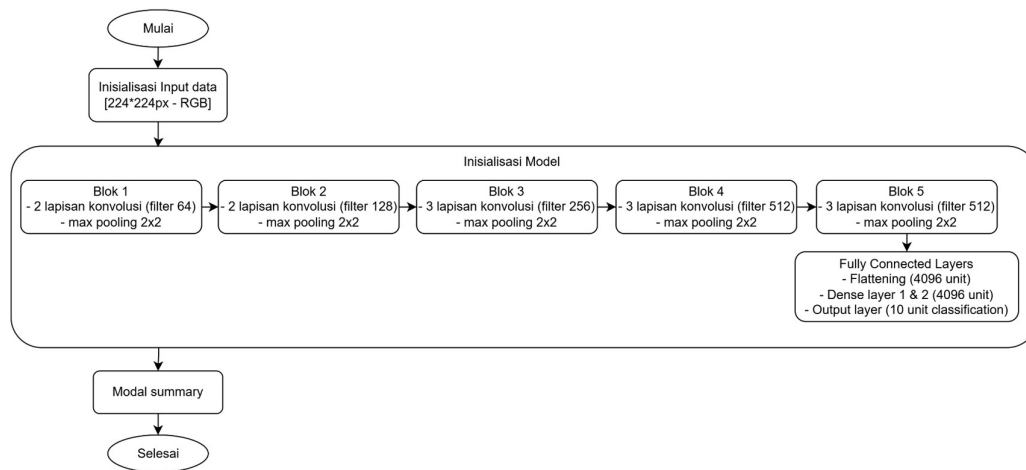 Mulai
Inisialisasi Input data
[224*224px - RGB]
Inisialisasi Model
Blok 1
- 2 lapisan konvolusi (filter 64)
- max pooling 2x2
Blok 2
- 2 lapisan konvolusi (filter 128)
- max pooling 2x2
Blok 3
- 3 lapisan konvolusi (filter 256)
- max pooling 2x2
Blok 4
- 3 lapisan konvolusi (filter 512)
- max pooling 2x2
Blok 5
- 3 lapisan konvolusi (filter 512)
- max pooling 2x2
Fully Connected Layers
- Flattening (4096 unit)
- Dense layer 1 & 2 (4096 unit)
- Output layer (10 unit classification)
Modal summary
Selesai